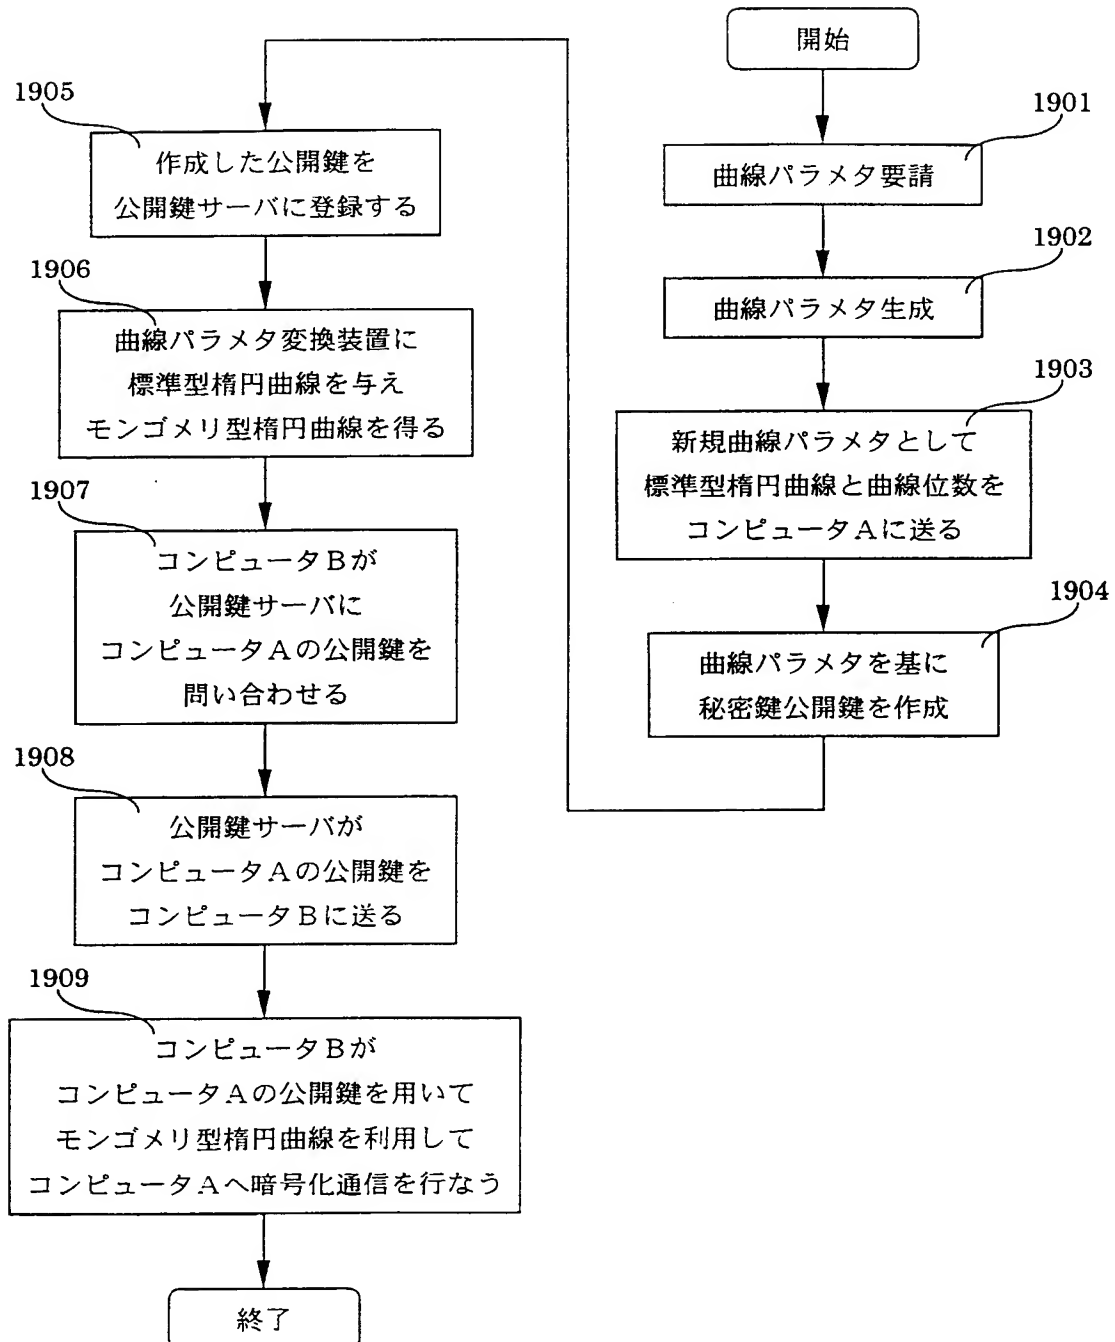 開始
1901
曲線パラメタ要請
1902
曲線パラメタ生成
1903
新規曲線パラメタとして
標準型楕円曲線と曲線位数を
コンピュータAに送る
1904
曲線パラメタを基に
秘密鍵公開鍵を作成
1905
作成した公開鍵を
公開鍵サーバに登録する
1906
曲線パラメタ変換装置に
標準型楕円曲線を与え
モンゴメリ型楕円曲線を得る
1907
コンピュータBが
公開鍵サーバに
コンピュータAの公開鍵を
問い合わせる
1908
公開鍵サーバが
コンピュータAの公開鍵を
コンピュータBに送る
1909
コンピュータBが
コンピュータAの公開鍵を用いて
モンゴメリ型楕円曲線を利用して
コンピュータAへ暗号化通信を行なう
終了